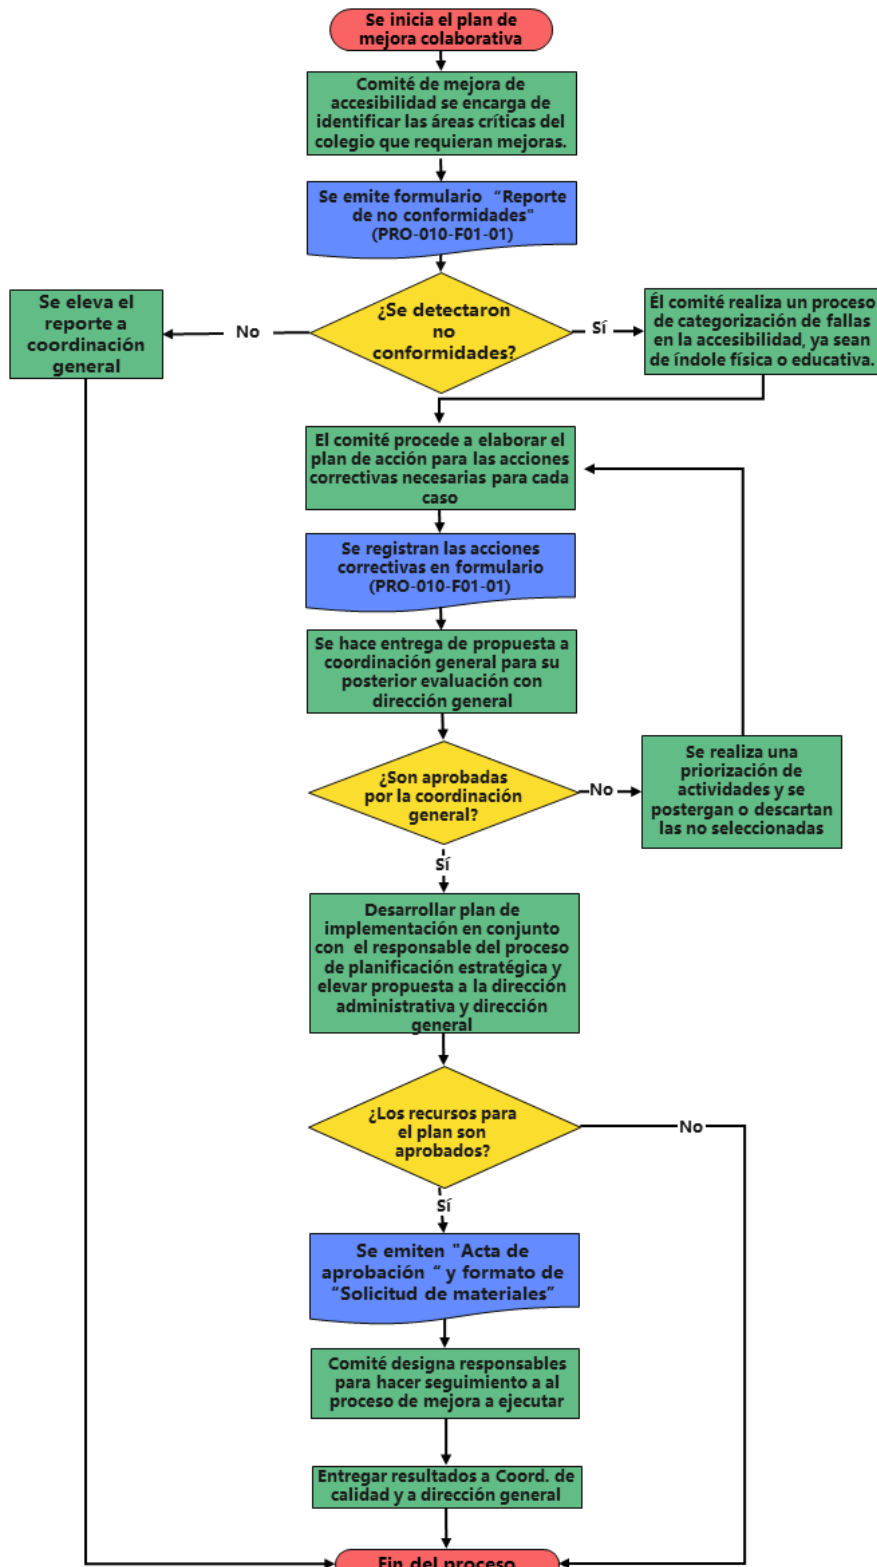 Se inicia el plan de
mejora colaborativa
Comité de mejora de
accesibilidad se encarga de
identificar las áreas críticas del
colegio que requieran mejoras.
Se emite formulario “Reporte
de no conformidades"
(PRO-010-F01-01)
¿Se detectaron
no
conformidades?
No
Se eleva el
reporte a
coordinación
general
Sí
Él comité realiza un proceso
de categorización de fallas
en la accesibilidad, ya sean
de índole física o educativa.
El comité procede a elaborar el
plan de acción para las acciones
correctivas necesarias para cada
caso
Se registran las acciones
correctivas en formulario
(PRO-010-F01-01)
Se hace entrega de propuesta a
coordinación general para su
posterior evaluación con
dirección general
¿Son aprobadas
por la coordinación
general?
No
Se realiza una
priorización de
actividades y se
postergan o descartan
las no seleccionadas
Sí
Desarrollar plan de
implementación en conjunto
con el responsable del proceso
de planificación estratégica y
elevar propuesta a la dirección
administrativa y dirección
general
¿Los recursos para
el plan son
aprobados?
No
Sí
Se emiten "Acta de
aprobación “ y formato de
“Solicitud de materiales”
Comité designa responsables
para hacer seguimiento a al
proceso de mejora a ejecutar
Entregar resultados a Coord. de
calidad y a dirección general
Fin del proceso